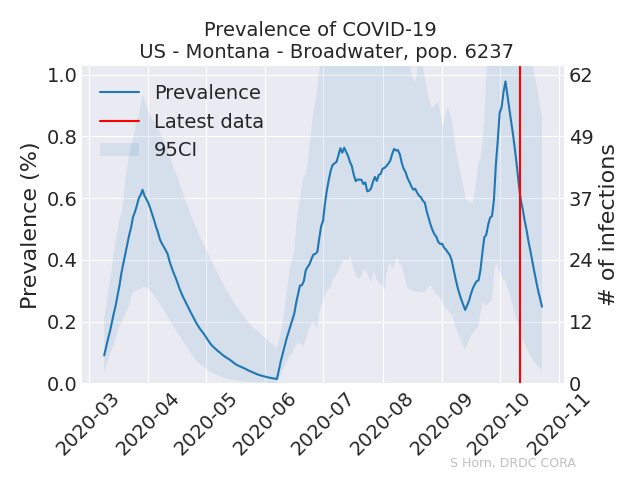 Prevalence of COVID-19
US - Montana - Broadwater, pop. 6237
Prevalence
Latest data
95CI
Prevalence (%)
1.0
0.8
0.6
0.4
0.2
0.0
62
49
37
24
12
0
# of infections
2020-03
2020-04
2020-05
2020-06
2020-07
2020-08
2020-09
2020-10
2020-11
S Horn, DRDC CORA